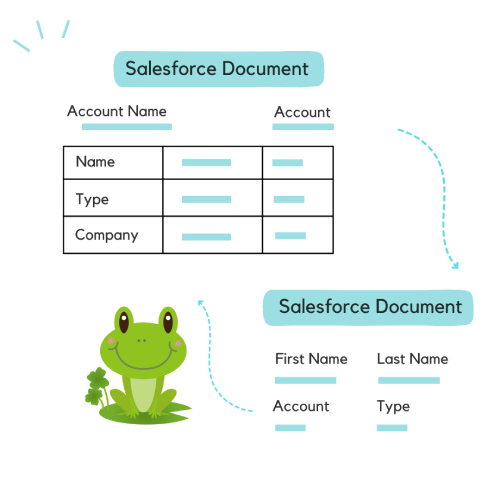 Salesforce Document
Account Name Account
Name
Type
Company
Salesforce Document
First Name Last Name
Account Type